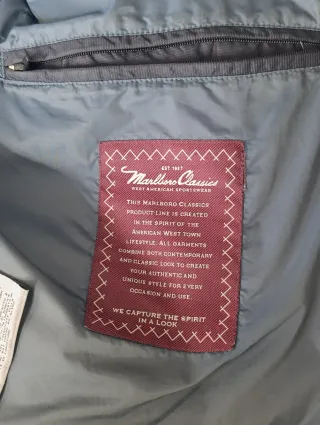 EST 1987
Marlboro Classics
WEST AMERICAN SPORTSWEAR
THIS MARLBORO CLASSICS
PRODUCT LINE IS CREATED
IN THE SPIRIT OF THE
AMERICAN WEST TOWN
LIFESTYLE. ALL GARMENTS
COMBINE BOTH CONTEMPORARY
AND CLASSIC LOOK TO CREATE
YOUR AUTHENTIC AND
UNIQUE STYLE FOR EVERY
OCCASION AND USE.
WE CAPTURE THE SPIRIT
IN A LOOK